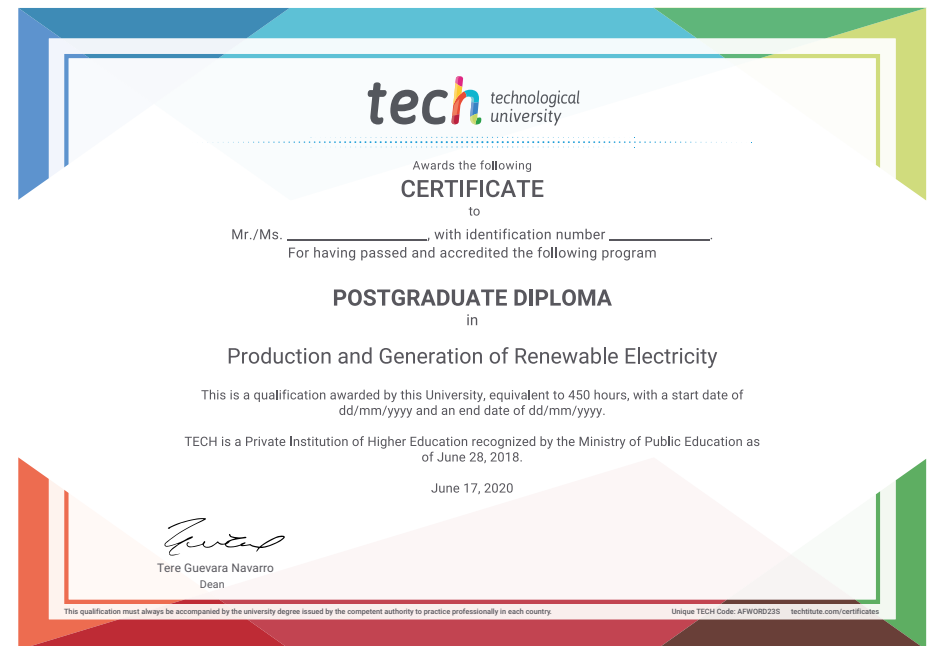 tech technological
university
Awards the following
CERTIFICATE
to
Mr./Ms. ____________, with identification number ____________.
For having passed and accredited the following program
POSTGRADUATE DIPLOMA
in
Production and Generation of Renewable Electricity
This is a qualification awarded by this University, equivalent to 450 hours, with a start date of
dd/mm/yyyy and an end date of dd/mm/yyyy.
TECH is a Private Institution of Higher Education recognized by the Ministry of Public Education as
of June 28, 2018.
June 17, 2020
Tere Guevara Navarro
Dean
This qualification must always be accompanied by the university degree issued by the competent authority to practice professionally in each country. Unique TECH Code: AFWORD23S techtitute.com/certificates